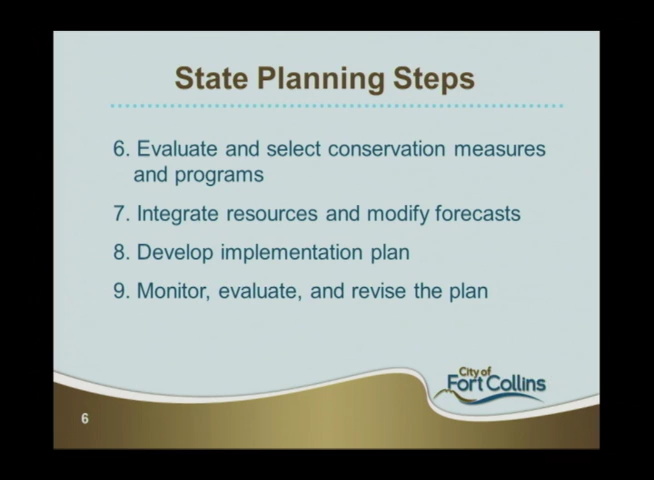 State Planning Steps
6. Evaluate and select conservation measures
and programs
7. Integrate resources and modify forecasts
8. Develop implementation plan
9. Monitor, evaluate, and revise the plan
City of
Fort Collins
6